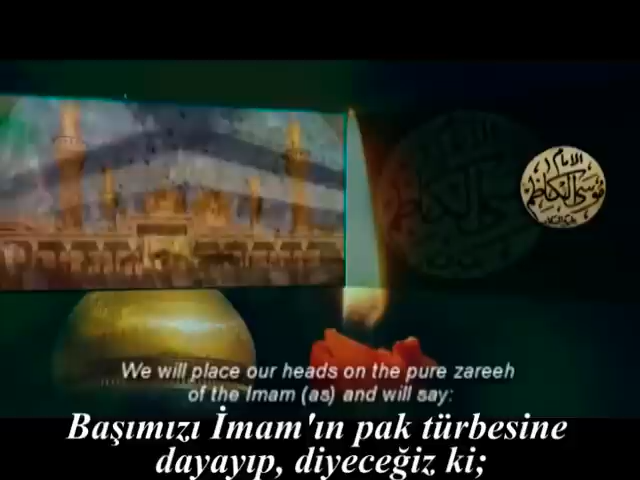 الإمام
موسى الكاظم
We will place our heads on the pure zareeh
of the Imam (as) and will say:
Başımızı İmam'ın pak türbesine
dayayıp, diyeceğiz ki;